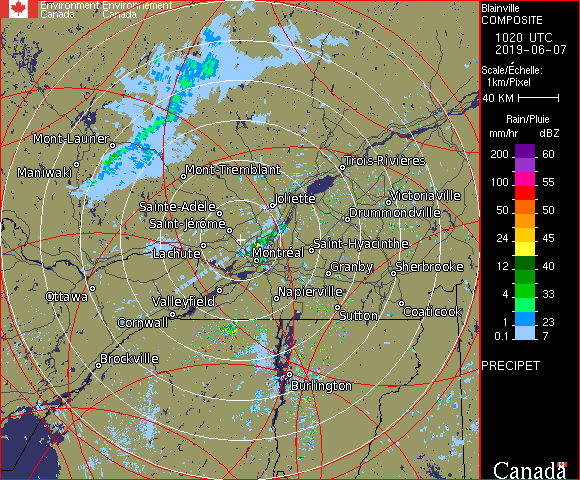 Environment Environnement
Canada Canada
Blainville
COMPOSITE
1020 UTC
2019-06-07
Scale/Échelle:
1km/Pixel
40 KM
Rain/Pluie
mm/hr dBZ
200 60
100 55
50 50
24 45
12 40
4 33
1 23
0.1 7
PRECIPET
Canada
Mont-Laurier
Maniwaki
Mont-Tremblant
Trois-Rivières
Sainte-Adèle
Joliette
Victoriaville
Saint-Jérôme
Drummondville
Lachute
Montréal
Saint-Hyacinthe
Granby
Sherbrooke
Ottawa
Valleyfield
Napierville
Cornwall
Sutton
Coaticook
Brockville
Burlington